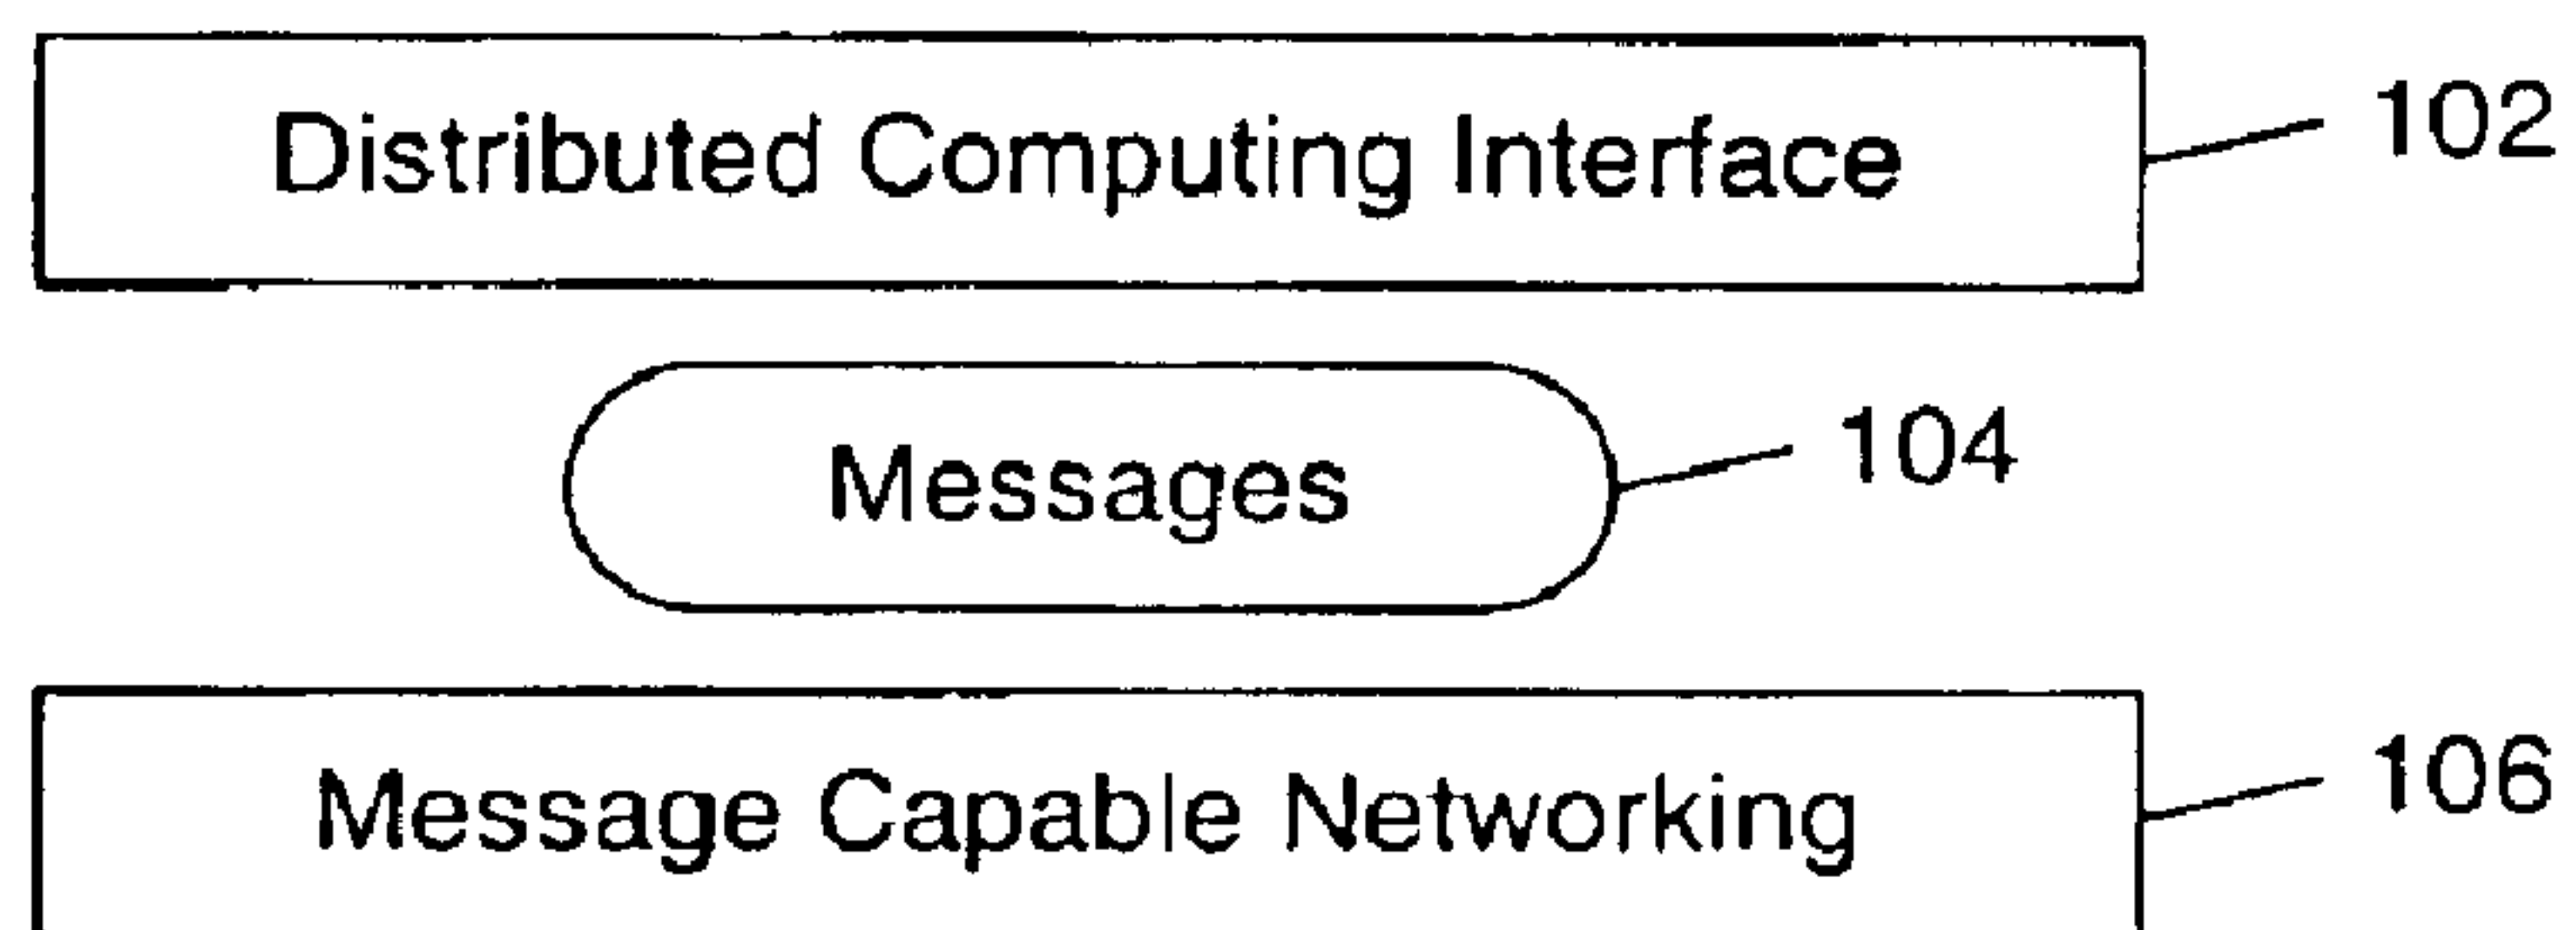 Distributed Computing Interface 102
Messages 104
Message Capable Networking 106